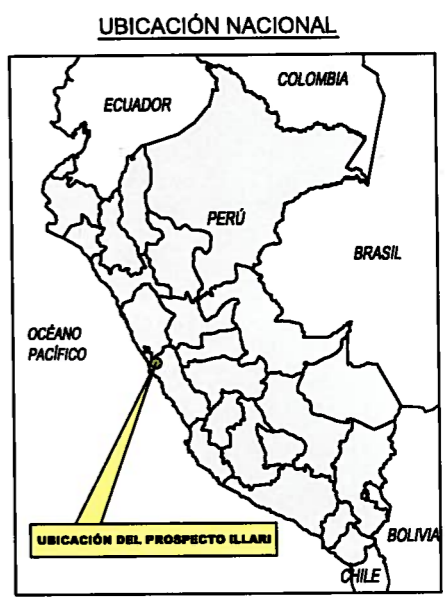 UBICACIÓN NACIONAL
COLOMBIA
ECUADOR
PERÚ
BRASIL
OCÉANO
PACÍFICO
UBICACIÓN DEL PROSPECTO ILLARI
BOLIVIA
CHILE